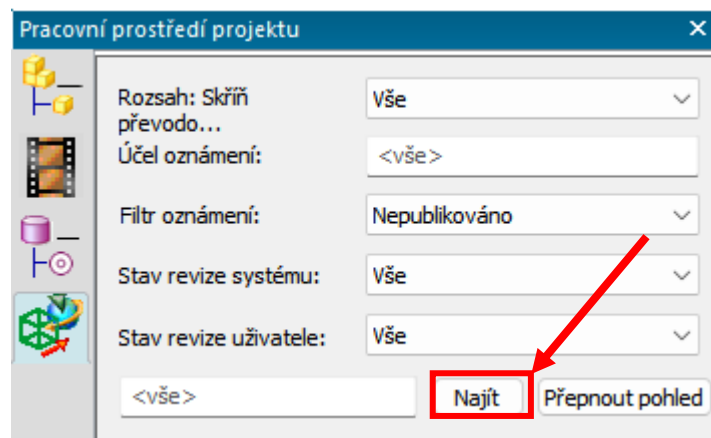 Pracovní prostředí projektu
Rozsah: Skříň převodo...
Vše
Účel oznámení:
<vše>
Filtr oznámení:
Nepublikováno
Stav revize systému:
Vše
Stav revize uživatele:
Vše
<vše>
Najít
Přepnout pohled